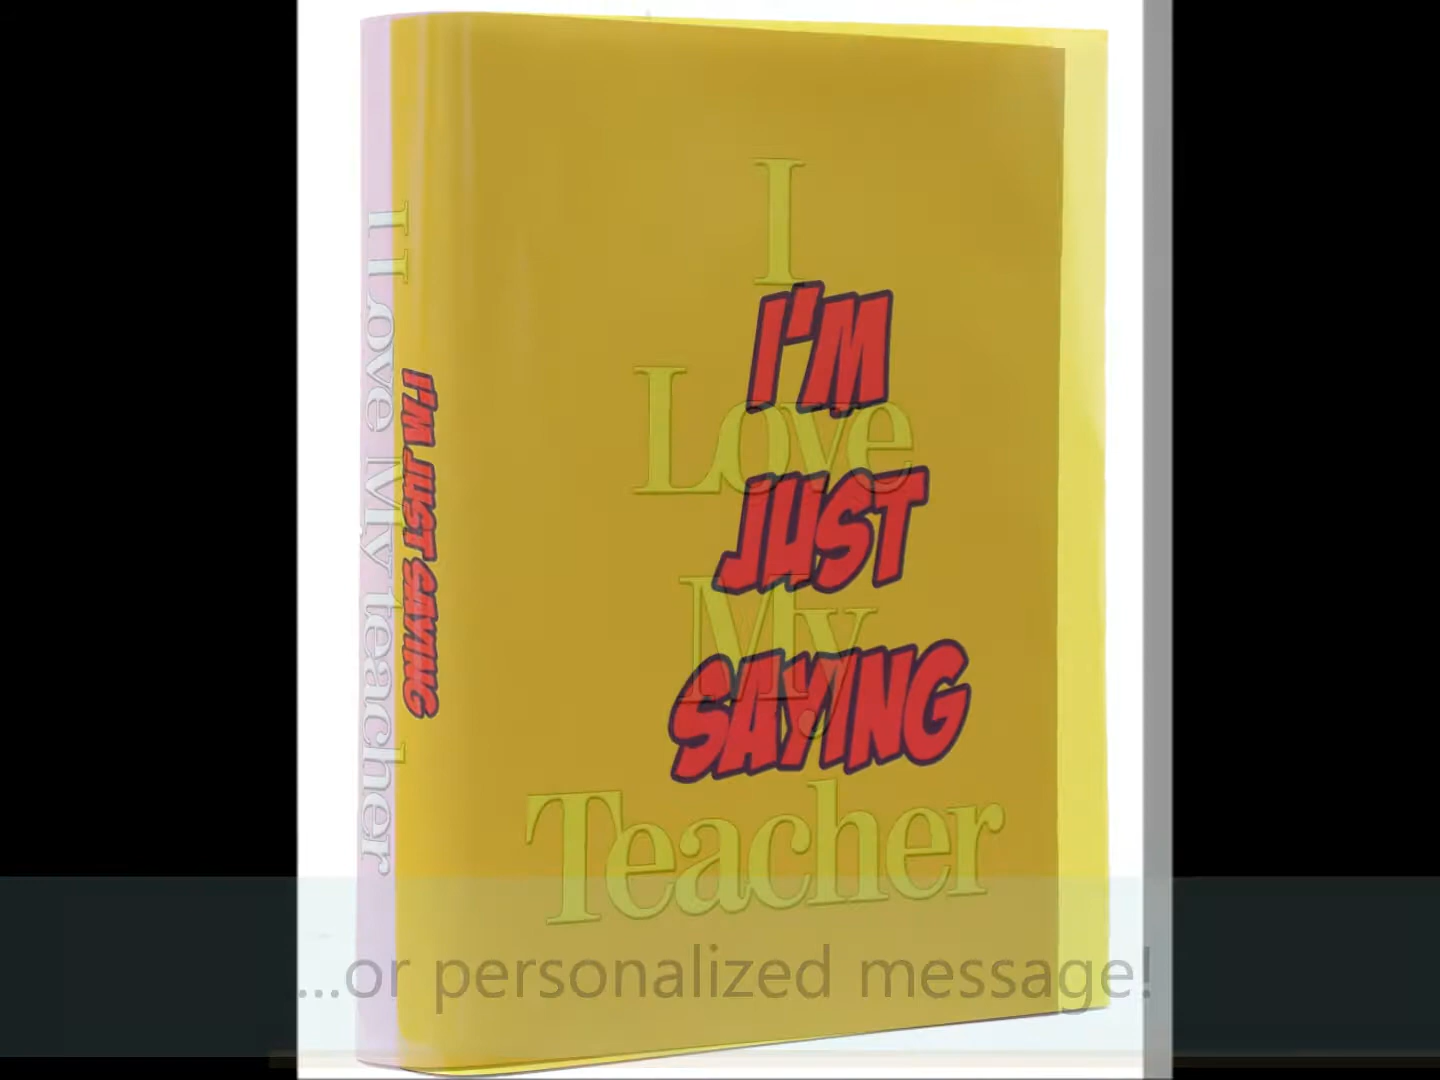 I
Love
My
Teacher
I'M
JUST
SAYING
I Love My teacher
I'M JUST SAYING
...or personalized message!